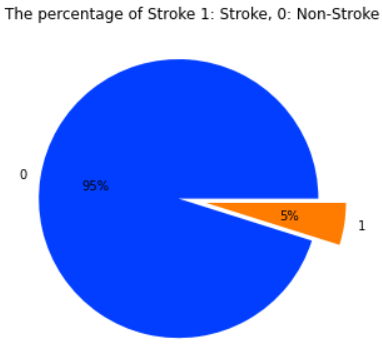 The percentage of Stroke 1: Stroke, 0: Non-Stroke
0
95%
5%
1